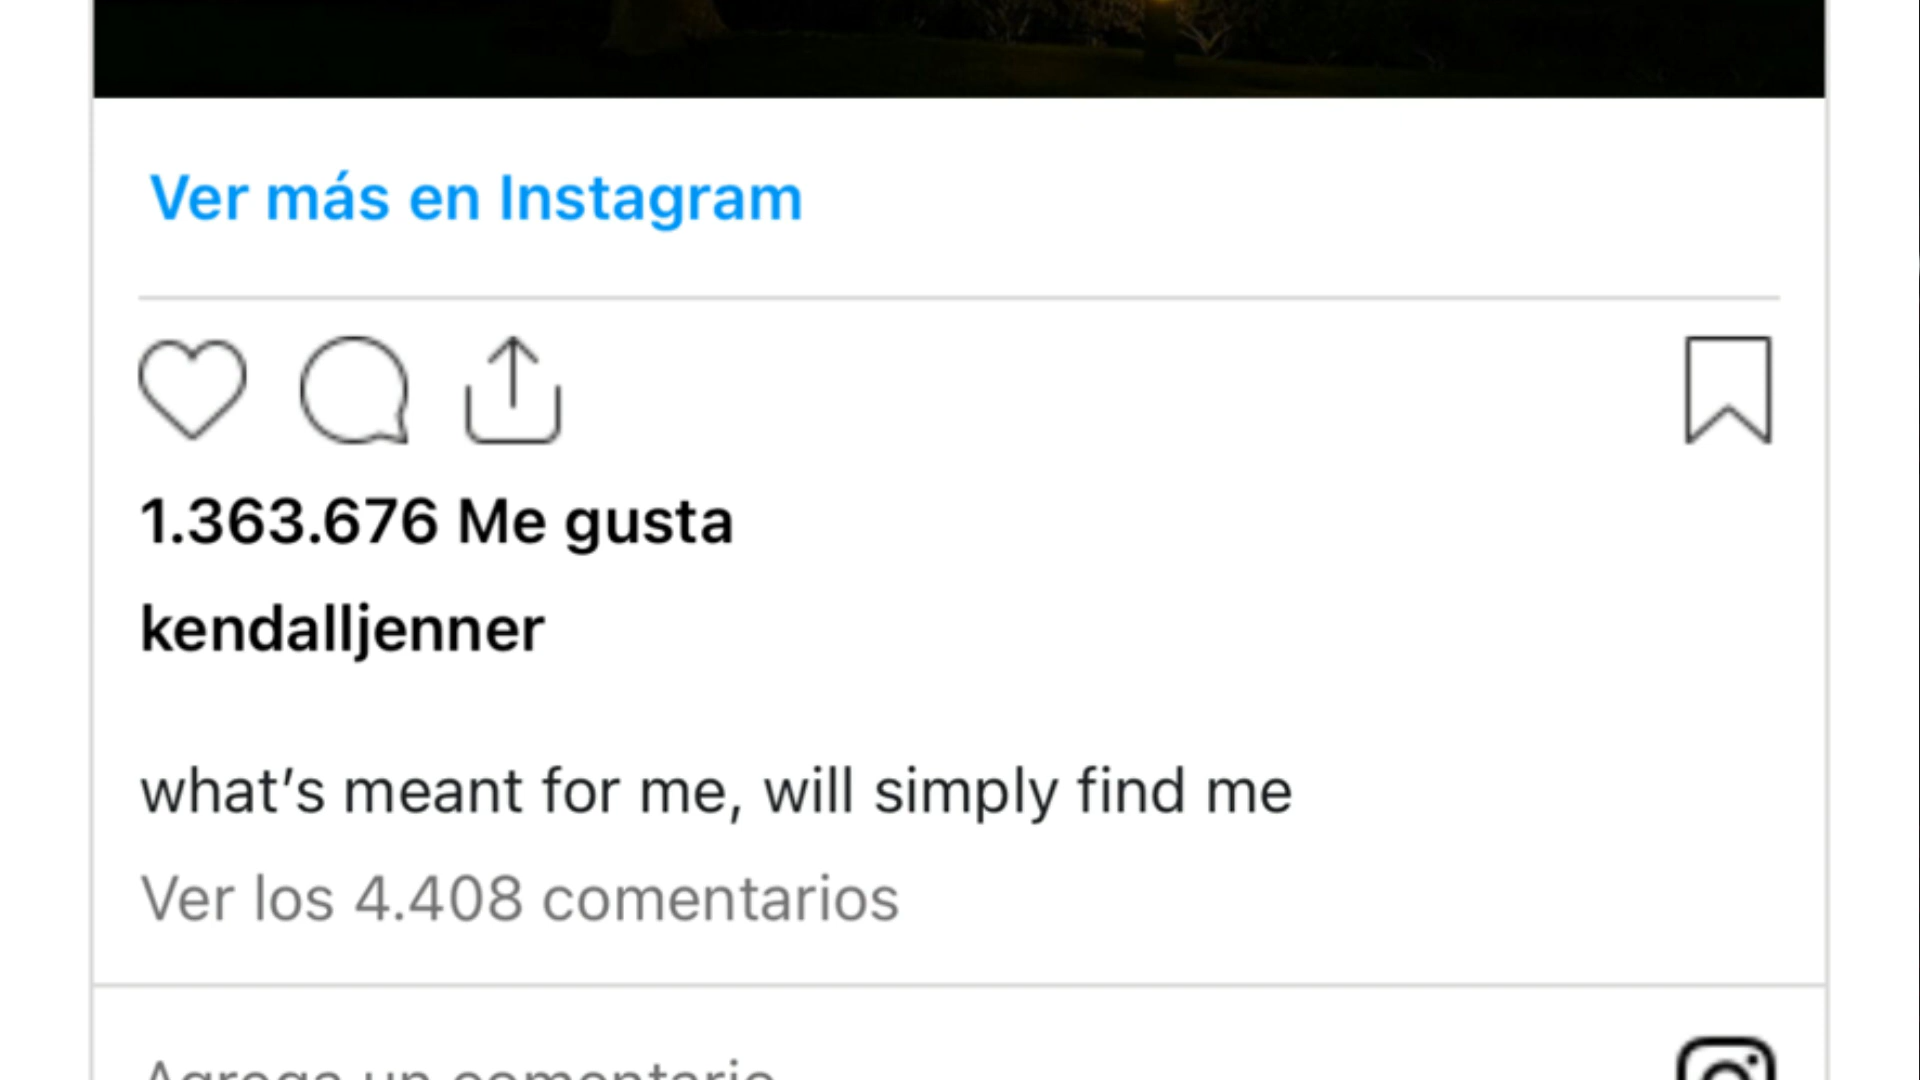 Ver más en Instagram
1.363.676 Me gusta
kendalljenner
what’s meant for me, will simply find me
Ver los 4.408 comentarios
Agrega un comentario